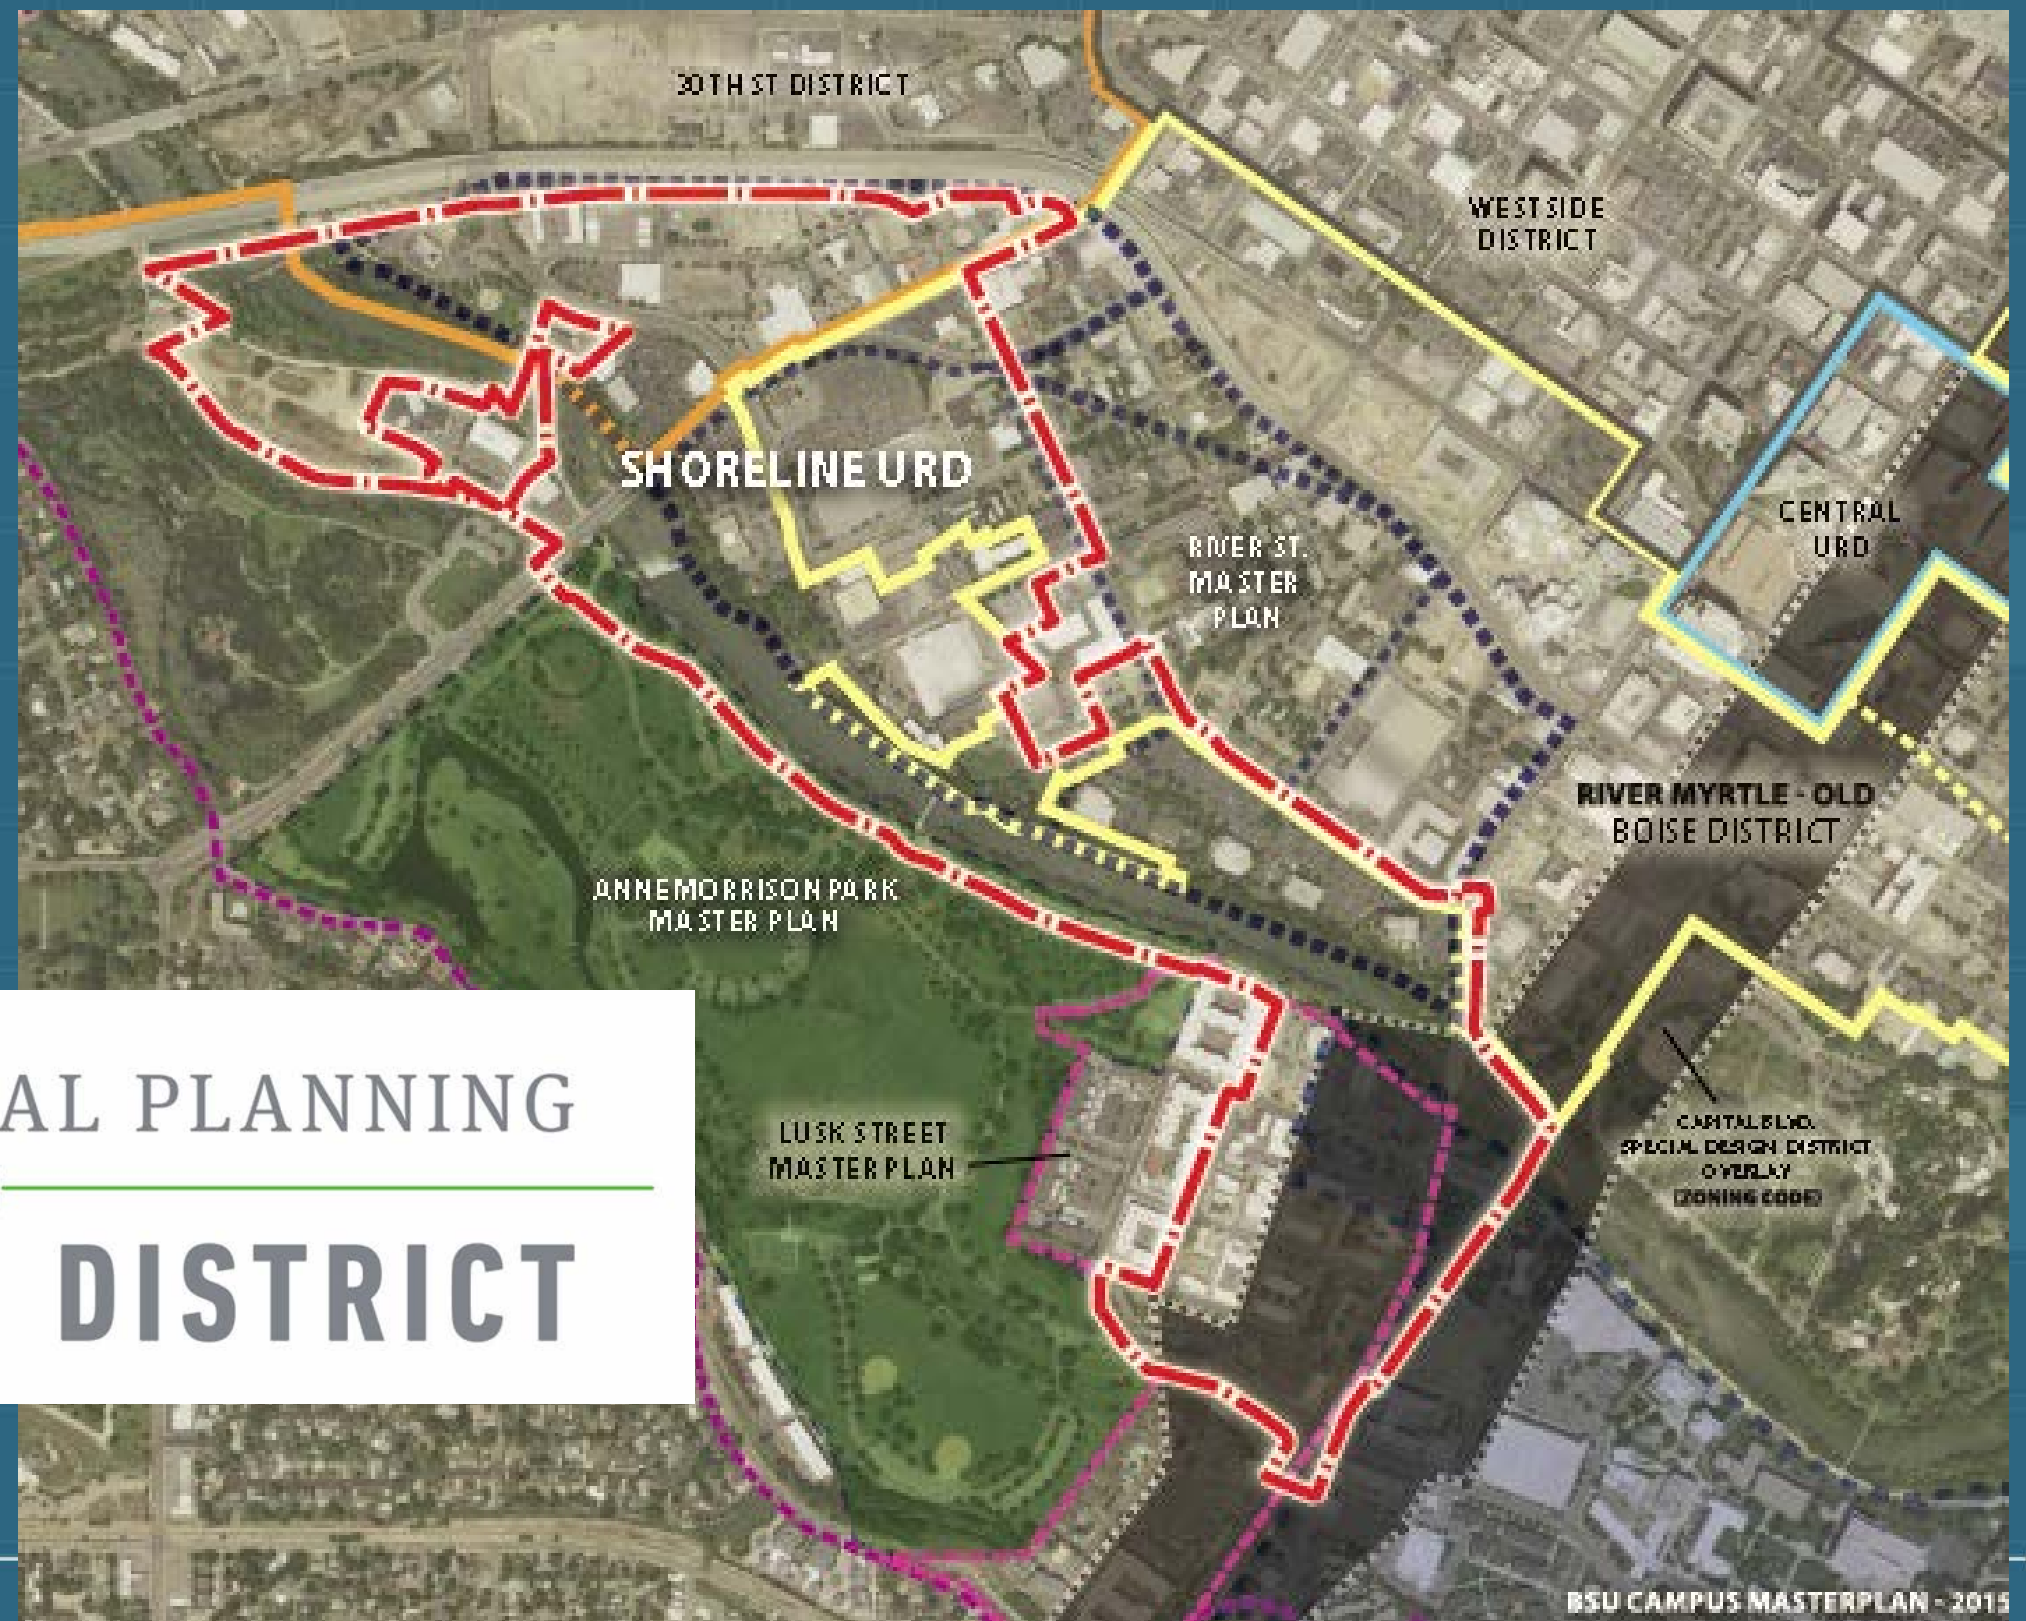 30TH ST DISTRICT
WESTSIDE
DISTRICT
SHORELINE URD
CENTRAL
URD
RIVER ST.
MASTER
PLAN
RIVER MYRTLE - OLD
BOISE DISTRICT
ANNE MORRISON PARK
MASTER PLAN
LUSK STREET
MASTER PLAN
CAPITAL BLVD.
SPECIAL DESIGN DISTRICT
OVERLAY
(ZONING CODE)
AL PLANNING
DISTRICT
BSU CAMPUS MASTERPLAN - 2015